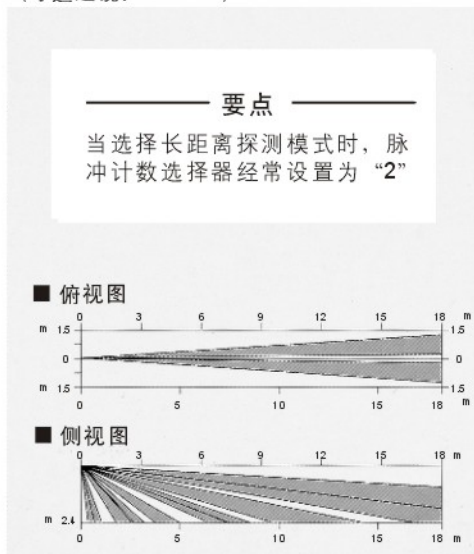 要点
当选择长距离探测模式时，脉
冲计数选择器经常设置为 “2”
■ 俯视图
0 3 6 9 12 15 18 m
m 1.5 1.5
0 0
m 1.5 1.5
m
0 5 10 15 18
■ 侧视图
0 3 6 9 12 15 18 m
m 2.4
0 5 10 15 18 m